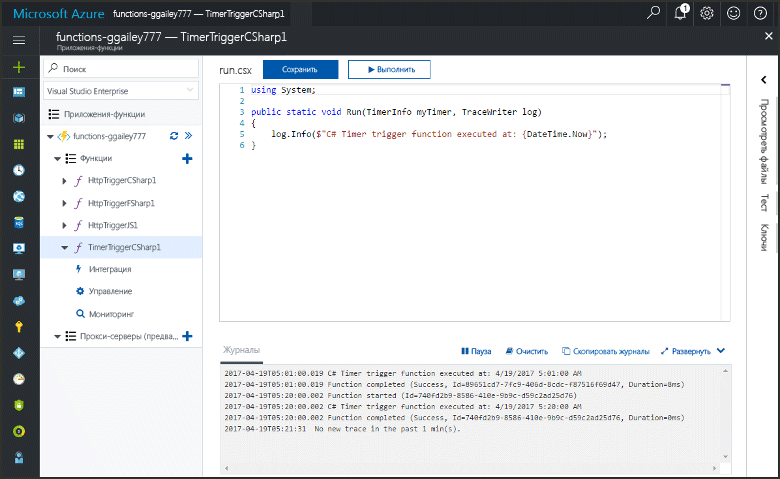 Microsoft Azure functions-ggailey777 — TimerTriggerCSharp1
1
functions-ggailey777 — TimerTriggerCSharp1
Приложения-функции
Поиск
Visual Studio Enterprise
Приложения-функции
functions-ggailey777
Функции
HttpTriggerCSharp1
HttpTriggerFSharp1
HttpTriggerJS1
TimerTriggerCSharp1
Интеграция
Управление
Мониторинг
Прокси-серверы (предва...
run.csx Сохранить Выполнить
1 using System;
2
3 public static void Run(TimerInfo myTimer, TraceWriter log)
4 {
5 log.Info($"C# Timer trigger function executed at: {DateTime.Now}");
6 }
Журналы Пауза Очистить Скопировать журналы Развернуть
2017-04-19T05:01:00.019 C# Timer trigger function executed at: 4/19/2017 5:01:00 AM
2017-04-19T05:01:00.019 Function completed (Success, Id=89651cd7-7fc9-406d-8cdc-f87516f69d47, Duration=8ms)
2017-04-19T05:20:00.002 Function started (Id=740fd2b9-8586-410e-9b9c-d59c2ad25d76)
2017-04-19T05:20:00.002 C# Timer trigger function executed at: 4/19/2017 5:20:00 AM
2017-04-19T05:20:00.002 Function completed (Success, Id=740fd2b9-8586-410e-9b9c-d59c2ad25d76, Duration=0ms)
2017-04-19T05:21:31 No new trace in the past 1 min(s).
Просмотреть файлы
Тест
Ключи